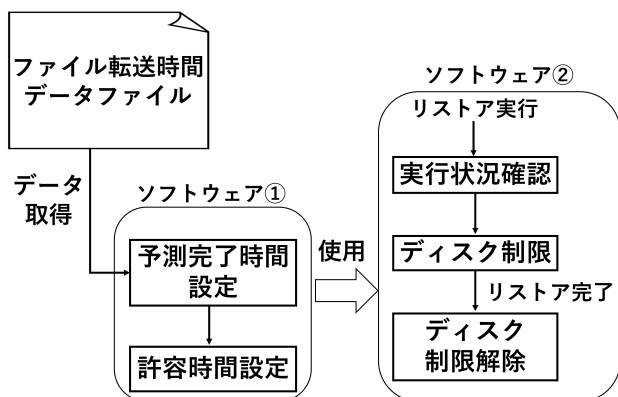 ファイル転送時間
データファイル
データ
取得
ソフトウェア①
予測完了時間
設定
許容時間設定
使用
ソフトウェア②
リストア実行
実行状況確認
ディスク制限
リストア完了
ディスク
制限解除